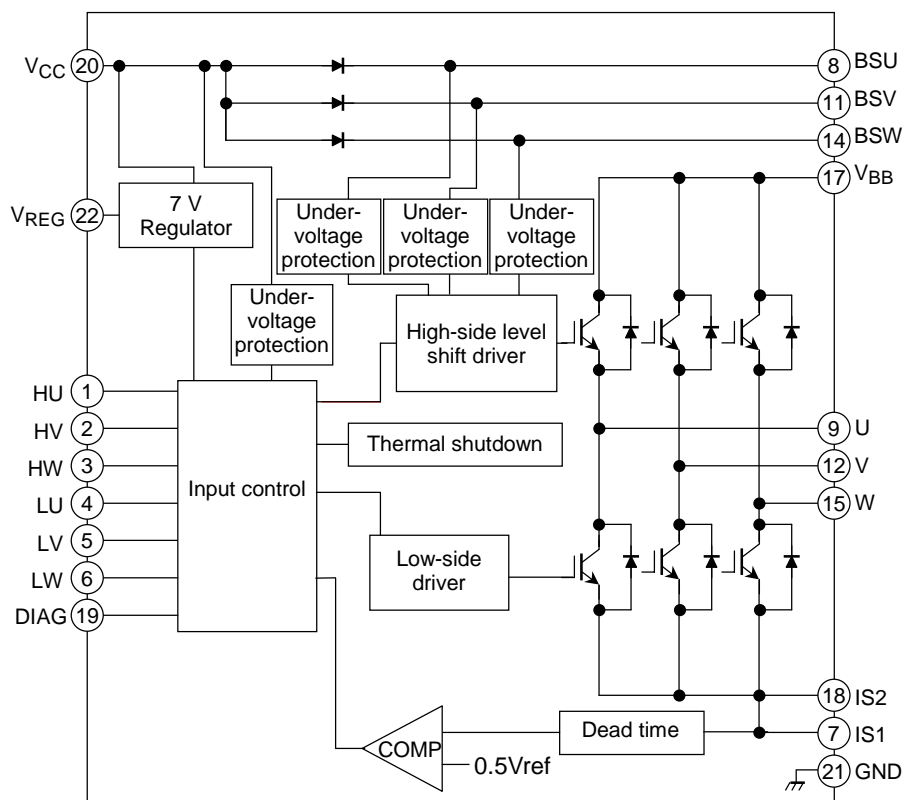 VCC 20
8 BSU
11 BSV
14 BSW
17 VBB
VREG 22
7 V
Regulator
Under-
voltage
protection
Under-
voltage
protection
Under-
voltage
protection
Under-
voltage
protection
High-side level
shift driver
HU 1
HV 2
HW 3
LU 4
LV 5
LW 6
DIAG 19
Input control
Thermal shutdown
Low-side
driver
9 U
12 V
15 W
18 IS2
7 IS1
21 GND
Dead time
COMP
0.5Vref